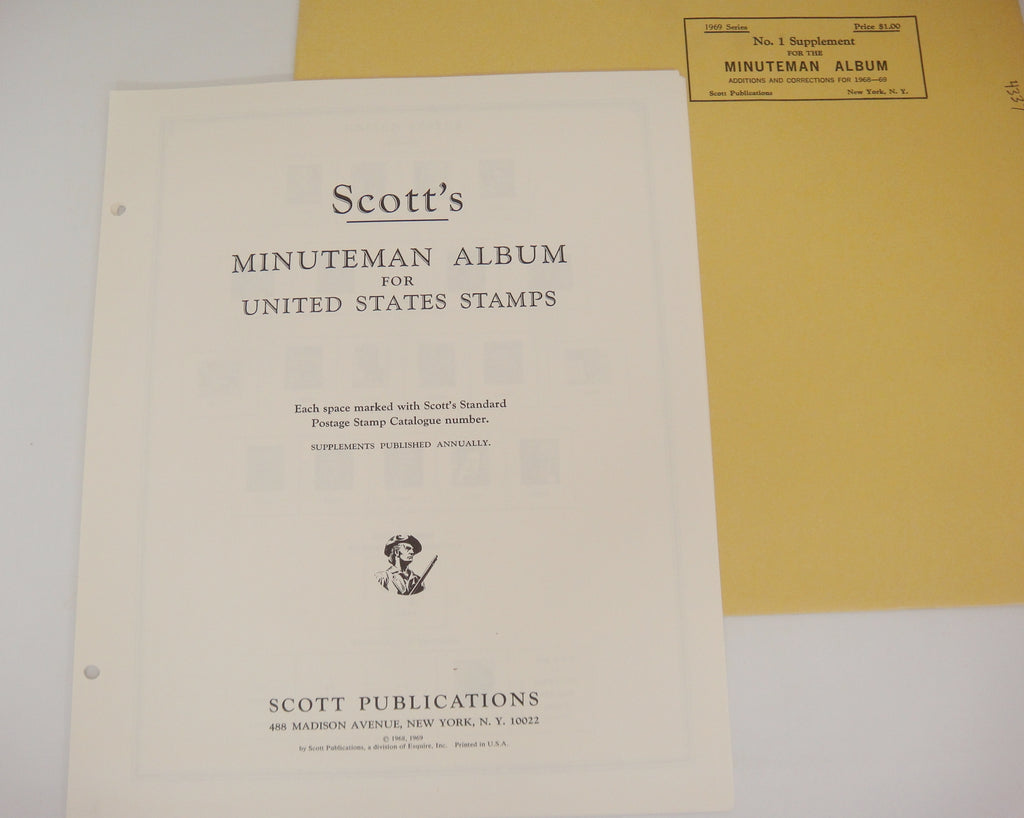 1969 Series Price $1.00
No. 1 Supplement
FOR THE
MINUTEMAN ALBUM
ADDITIONS AND CORRECTIONS FOR 1968—69
Scott Publications New York, N. Y.
4337
Scott's
MINUTEMAN ALBUM
FOR
UNITED STATES STAMPS
Each space marked with Scott's Standard
Postage Stamp Catalogue number.
SUPPLEMENTS PUBLISHED ANNUALLY.
SCOTT PUBLICATIONS
488 MADISON AVENUE, NEW YORK, N. Y. 10022
© 1968, 1969
by Scott Publications, a division of Esquire, Inc. Printed in U.S.A.